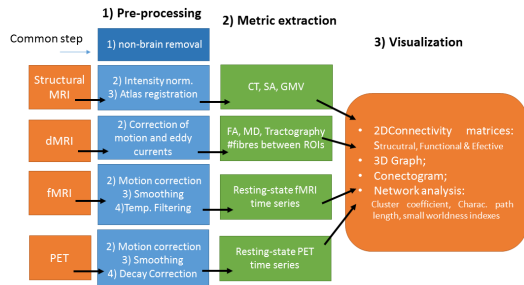 1) Pre-processing
2) Metric extraction
3) Visualization
Common step
1) non-brain removal
Structural
MRI
2) Intensity norm.
3) Atlas registration
CT, SA, GMV
dMRI
2) Correction of
motion and eddy
currents
FA, MD, Tractography
#fibres between ROIs
fMRI
2) Motion correction
3) Smoothing
4)Temp. Filtering
Resting-state fMRI
time series
PET
2) Motion correction
3) Smoothing
4) Decay Correction
Resting-state PET
time series
• 2DConnectivity matrices:
Strucutral, Functional & Efective
• 3D Graph;
• Conectogram;
• Network analysis:
Cluster coefficient, Charac. path
length, small worldness indexes